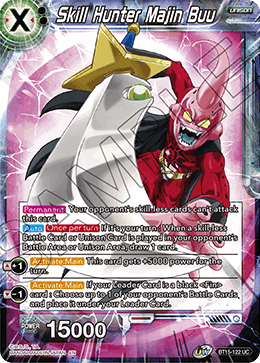 X
Skill Hunter Majin Buu
UNISON
Permanent Your opponent's skill-less cards can't attack
this card.
Auto Once per turn If it's your turn: When a skill-less
Battle Card or Unison Card is played in your opponent's
Battle Area or Unison Area, draw 1 card.
+1 Activate:Main This card gets +5000 power for the
turn.
-1 Activate:Main If your Leader Card is a black <Fin>
card : Choose up to 1 of your opponent's Battle Cards,
and place it under your Leader Card.
POWER
15000
BT15-122 UC